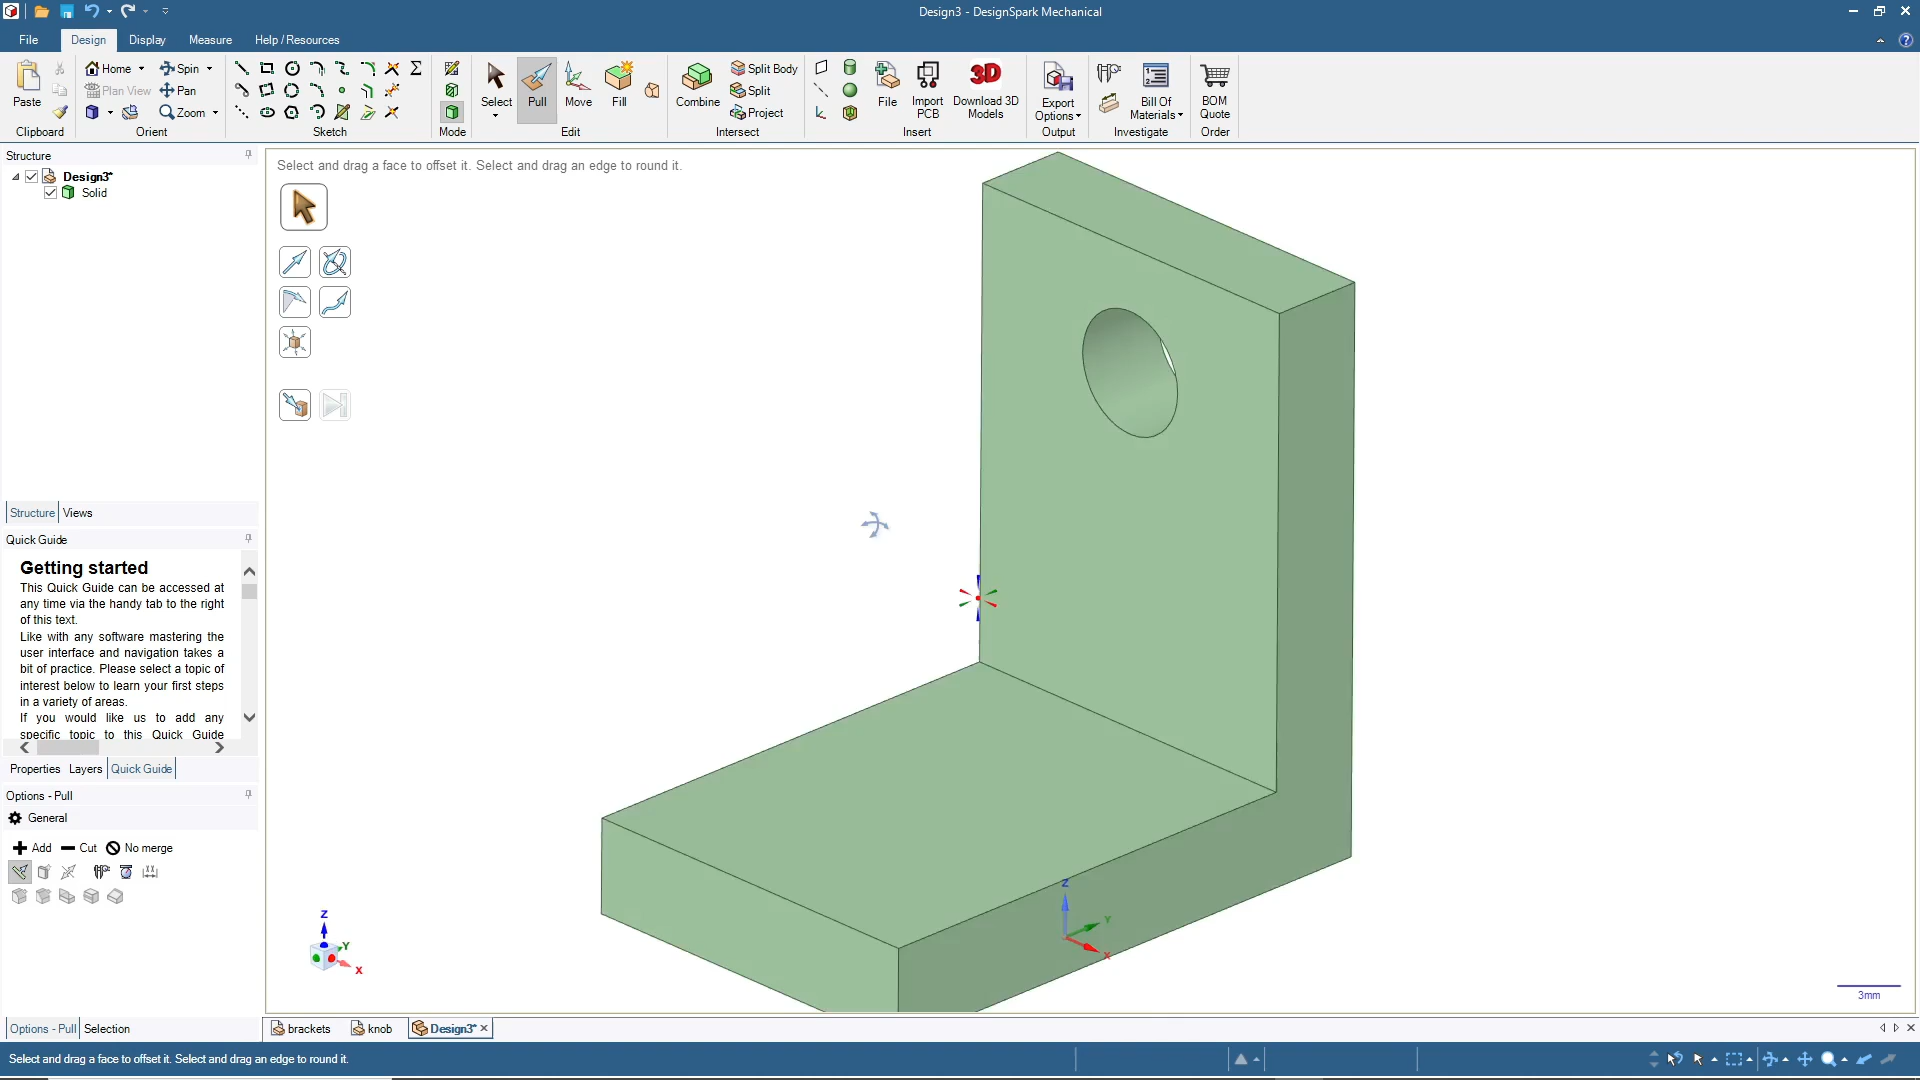 Design3 - DesignSpark Mechanical
File Design Display Measure Help / Resources
Paste
Clipboard
Home Spin
Plan View Pan
Zoom
Orient
Sketch
Mode
Select Pull Move Fill
Edit
Combine
Split Body
Split
Project
Intersect
File
Import PCB
3D
Download 3D Models
Insert
Export Options
Output
Bill Of Materials
Investigate
BOM Quote
Order
Structure
Design3*
Solid
Structure Views
Quick Guide
Getting started
This Quick Guide can be accessed at
any time via the handy tab to the right
of this text.
Like with any software mastering the
user interface and navigation takes a
bit of practice. Please select a topic of
interest below to learn your first steps
in a variety of areas.
If you would like us to add any
specific topic to this Quick Guide
Properties Layers Quick Guide
Options - Pull
General
Add Cut No merge
Options - Pull Selection
Select and drag a face to offset it. Select and drag an edge to round it.
Z
Y
X
Z
Y
X
3mm
brackets knob Design3*
Select and drag a face to offset it. Select and drag an edge to round it.